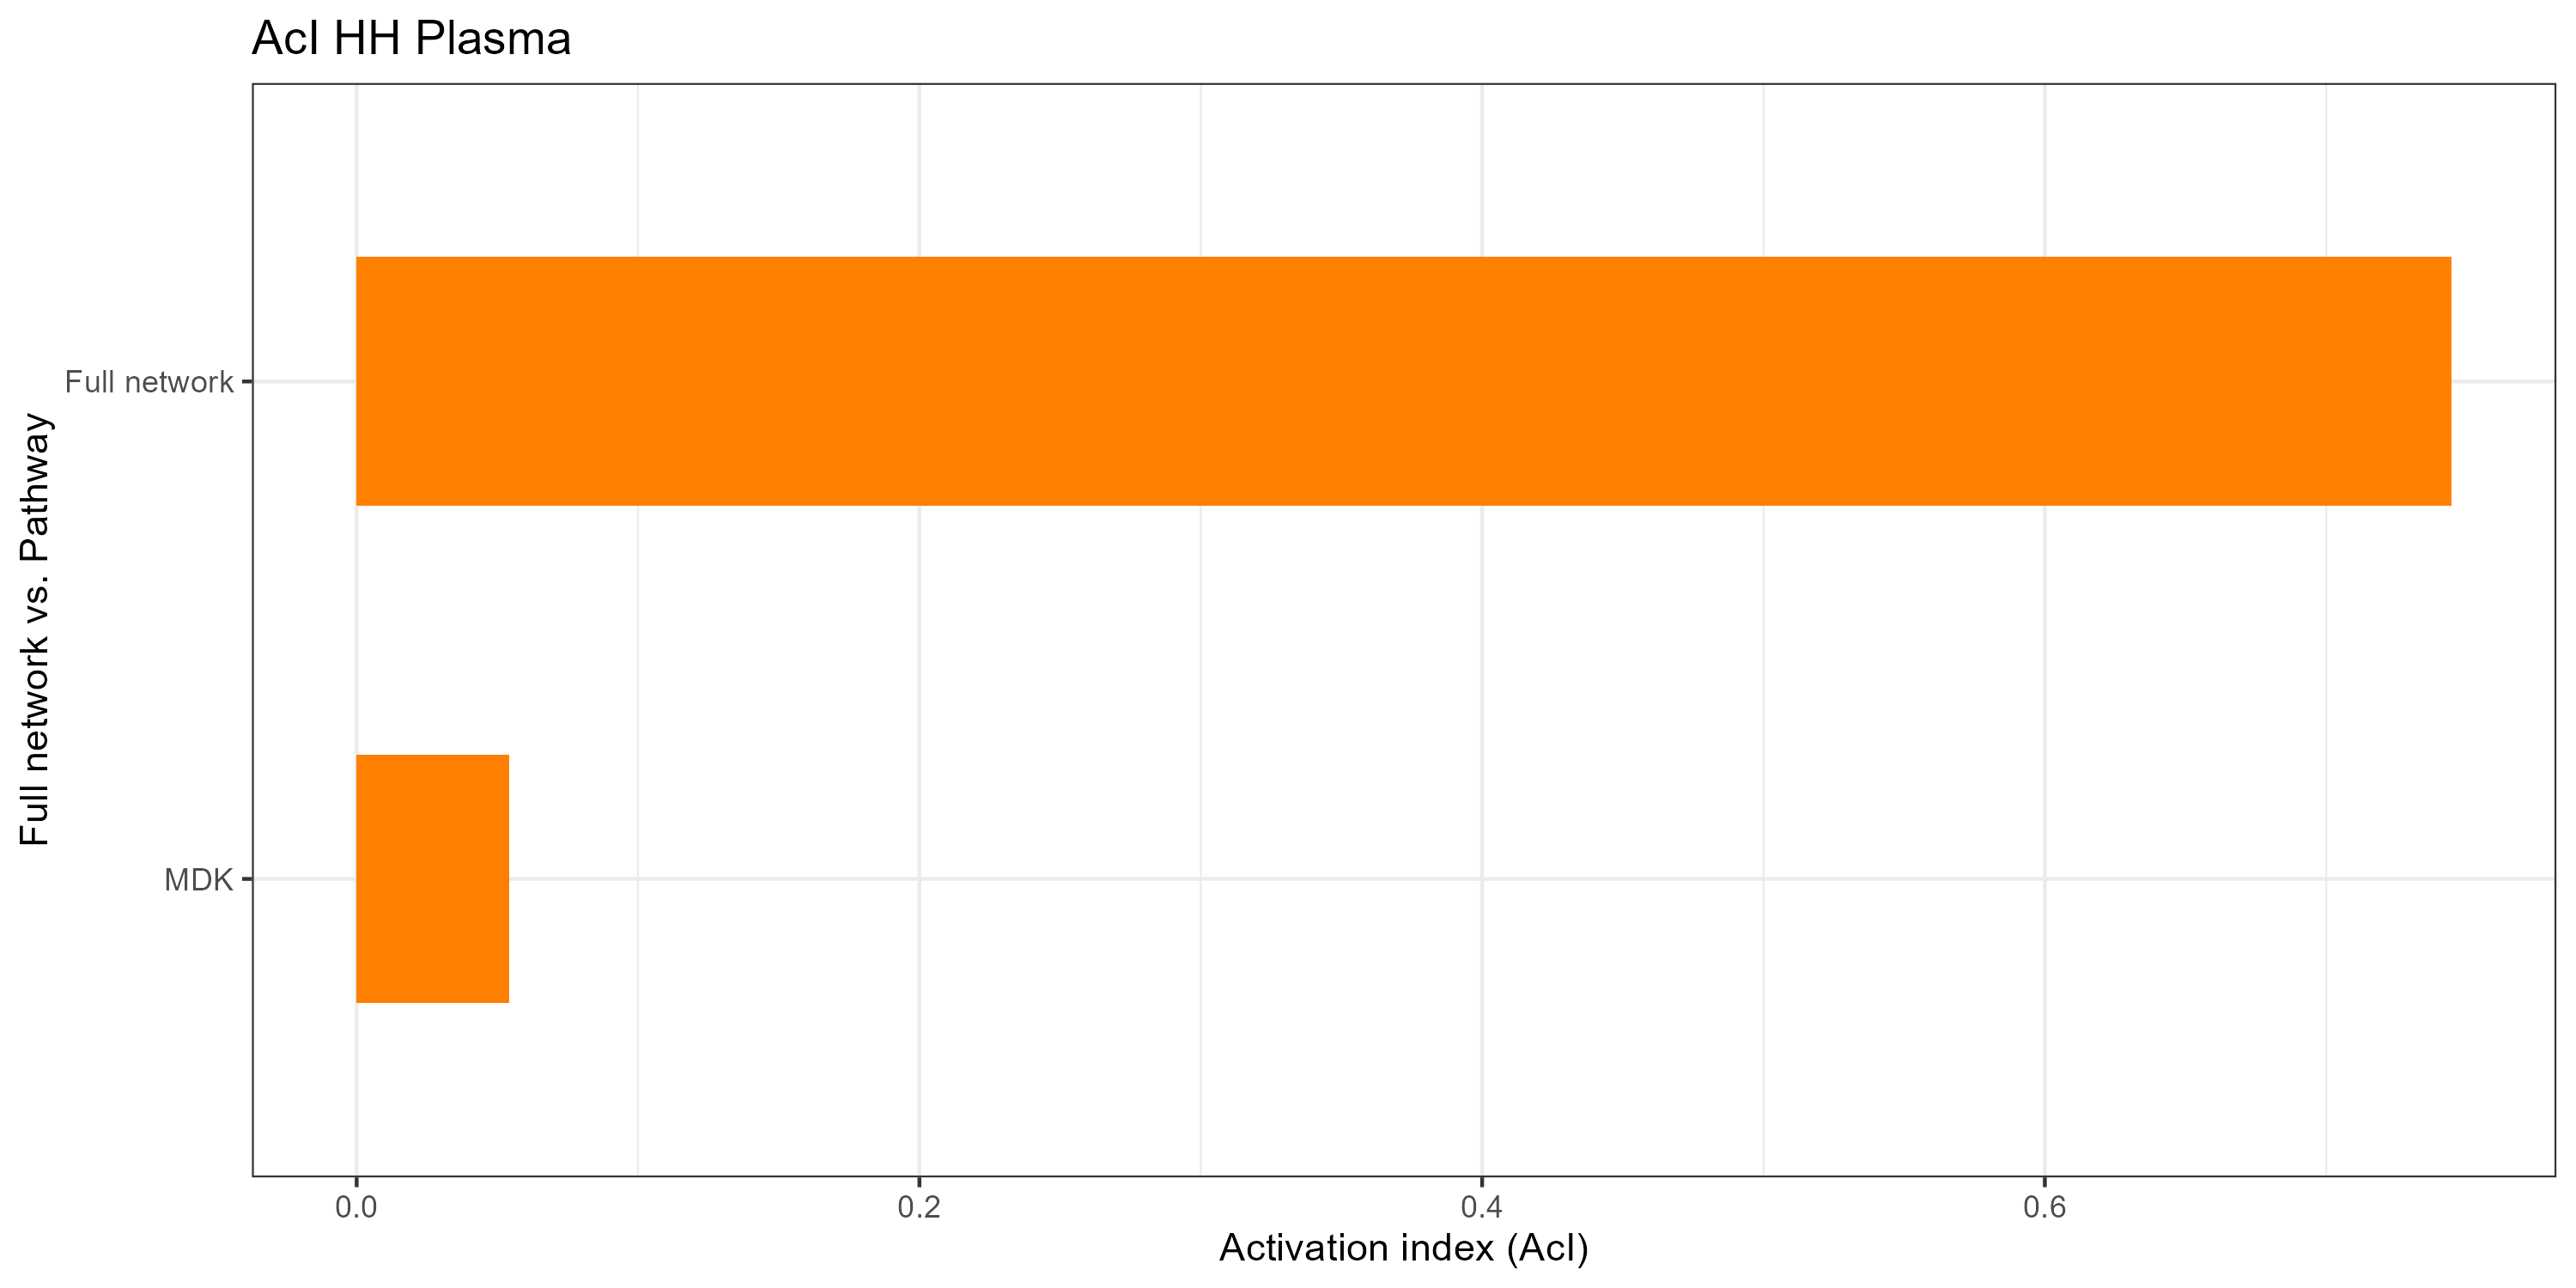 AcI HH Plasma
Full network vs. Pathway
Full network
MDK
0.0
0.2
0.4
0.6
Activation index (AcI)